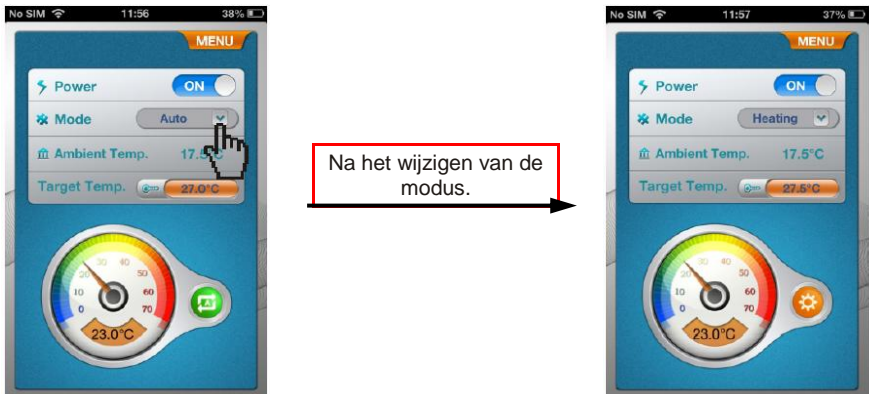 No SIM 11:56 38%
MENU
Power ON
Mode Auto
Ambient Temp. 17.5°C
Target Temp. 27.0°C
0 10 20 30 40 50 60 70
23.0°C
Na het wijzigen van de
modus.
No SIM 11:57 37%
MENU
Power ON
Mode Heating
Ambient Temp. 17.5°C
Target Temp. 27.5°C
0 10 20 30 40 50 60 70
23.0°C